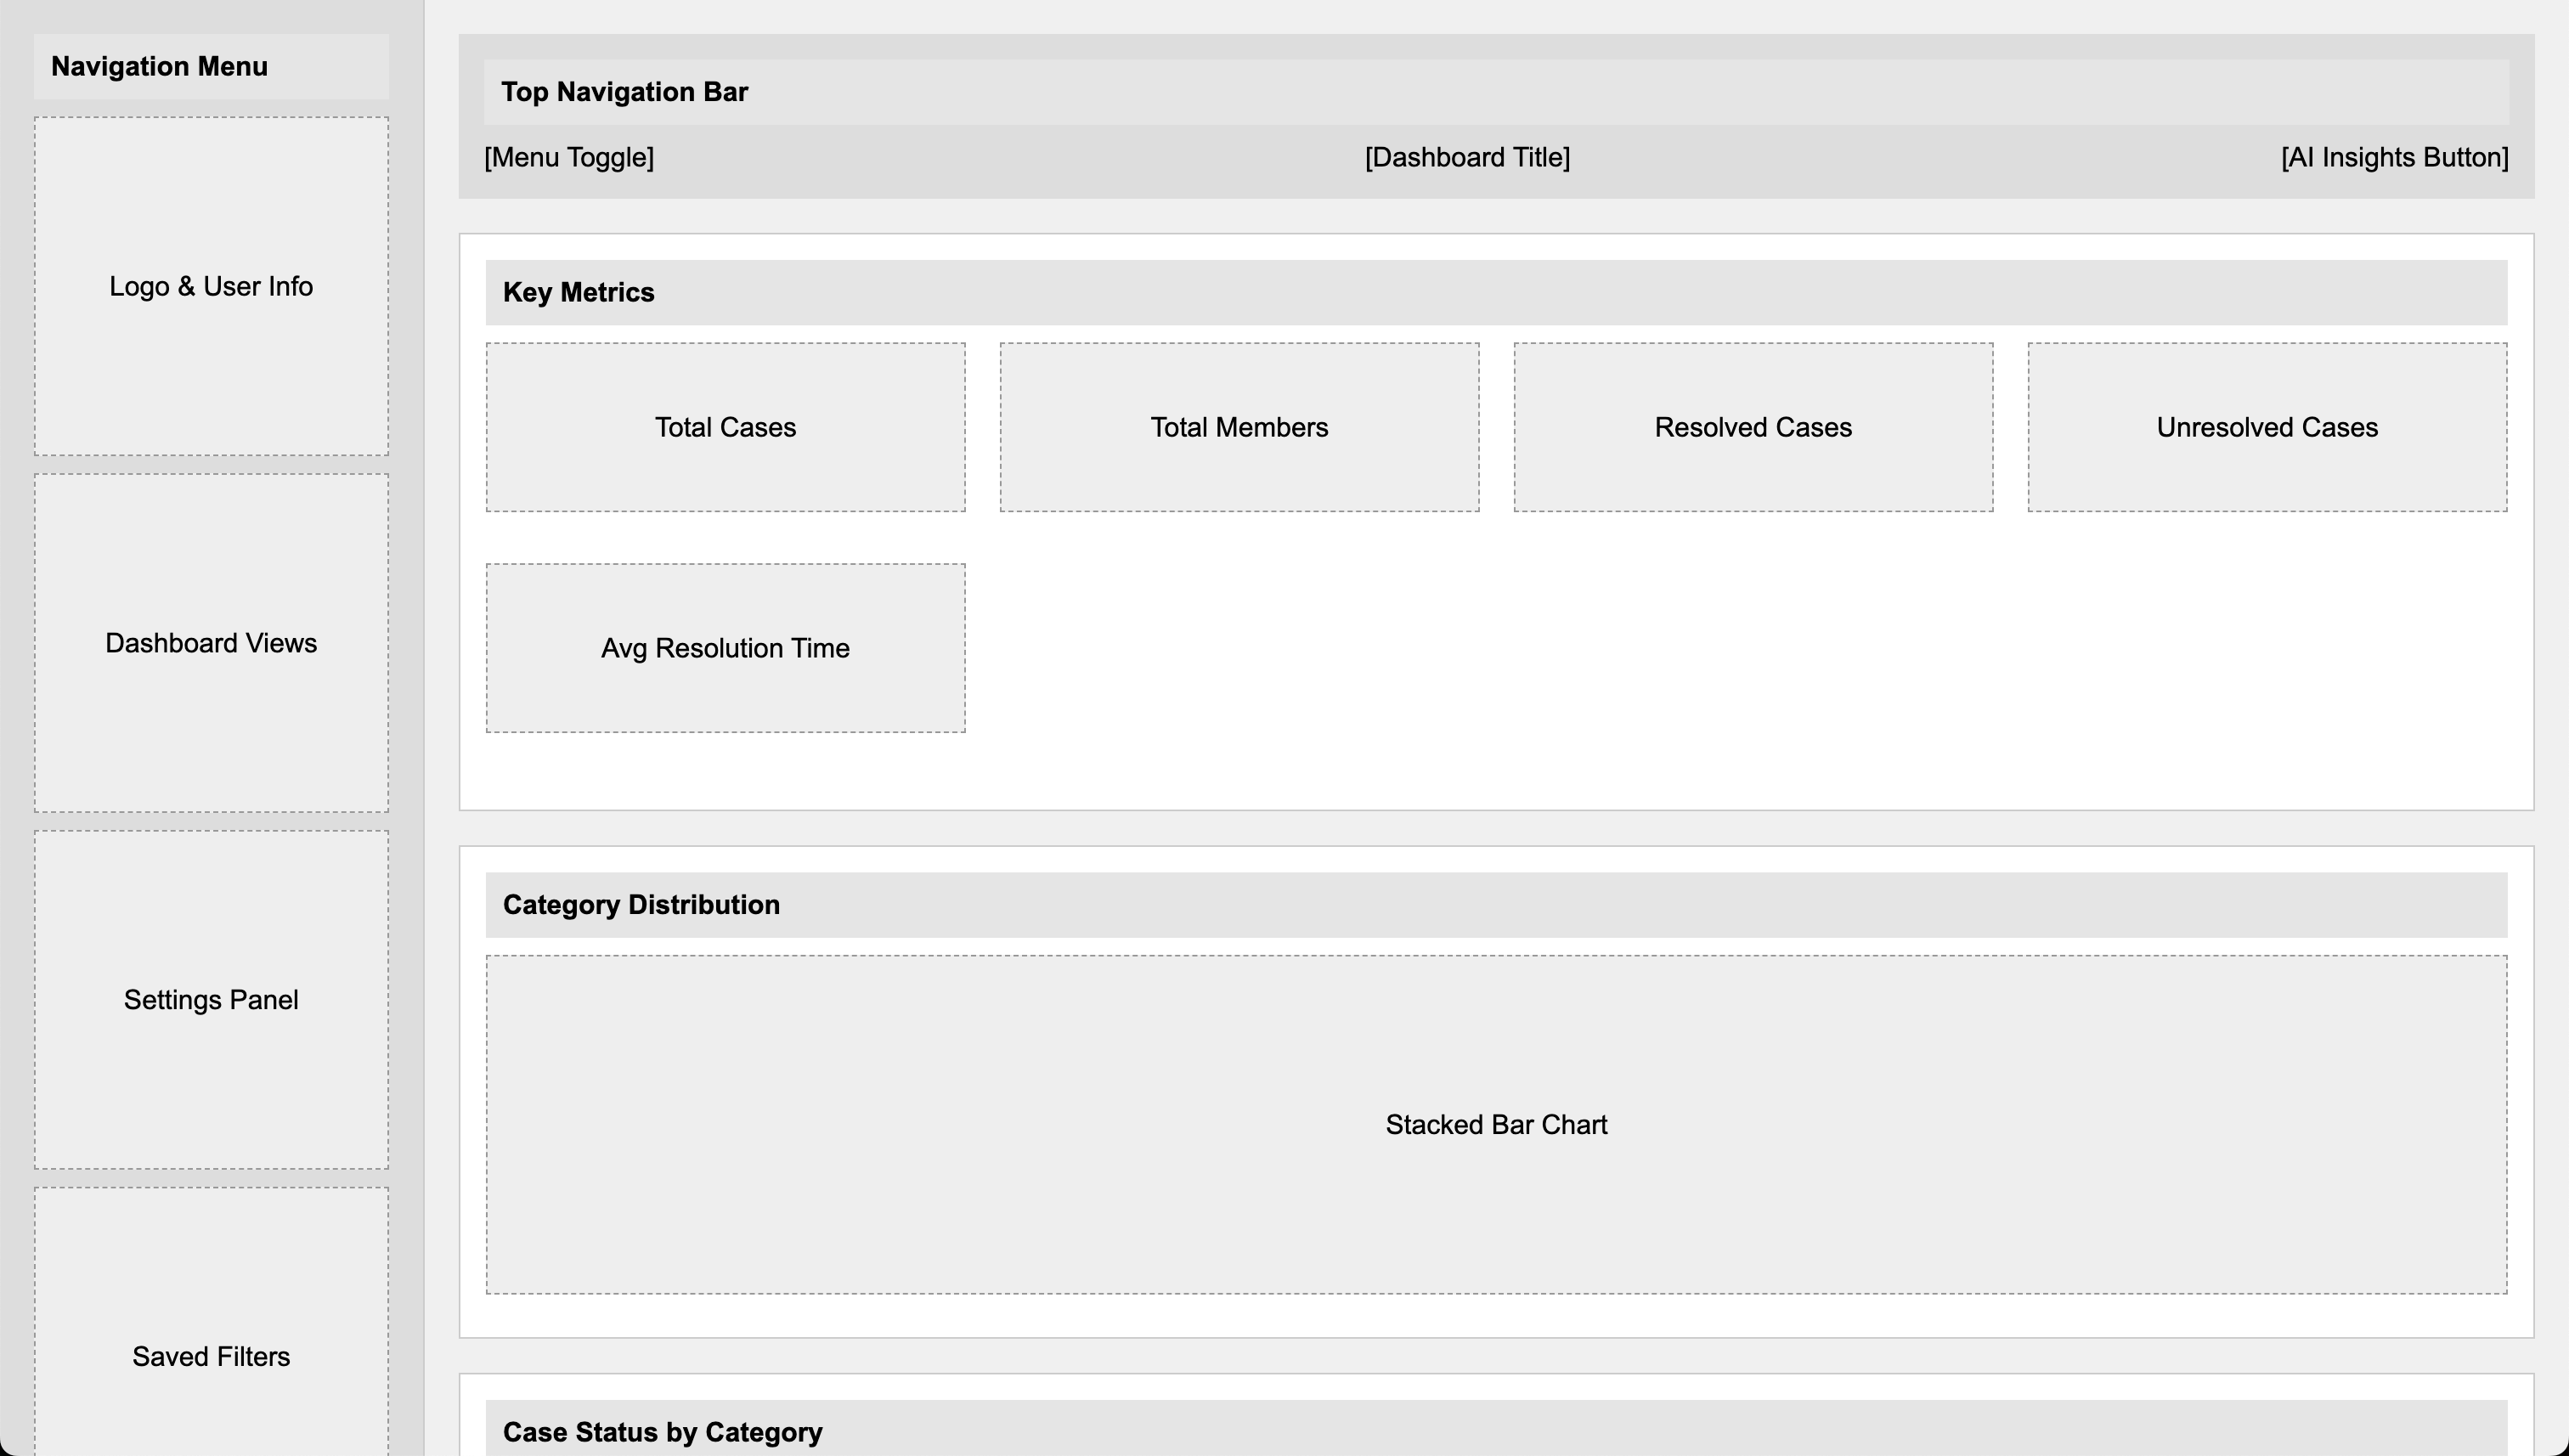 Navigation Menu
Logo & User Info
Dashboard Views
Settings Panel
Saved Filters
Top Navigation Bar
[Menu Toggle] [Dashboard Title] [AI Insights Button]
Key Metrics
Total Cases
Total Members
Resolved Cases
Unresolved Cases
Avg Resolution Time
Category Distribution
Stacked Bar Chart
Case Status by Category